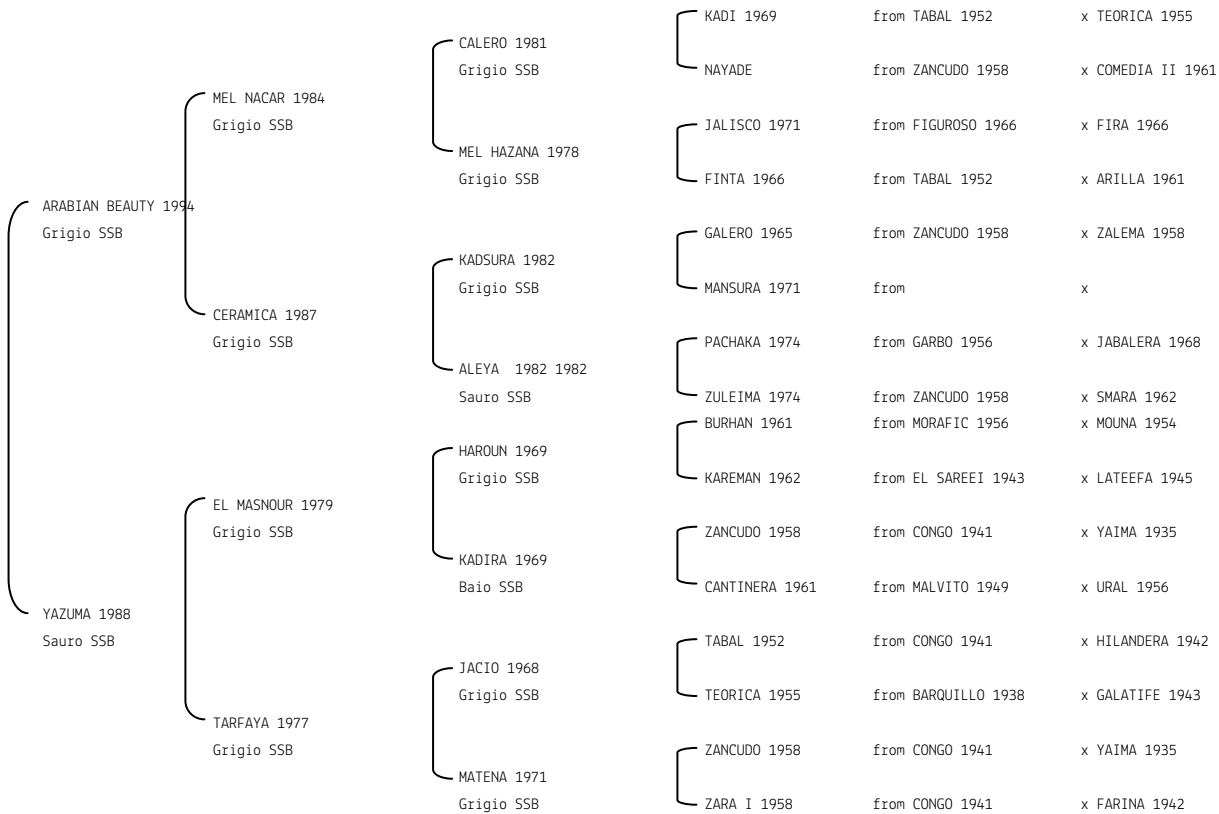 KADI 1969 from TABAL 1952 x TEORICA 1955
CALERO 1981
Grigio SSB NAYADE from ZANCUDO 1958 x COMEDIA II 1961
MEL NACAR 1984
Grigio SSB JALISCO 1971 from FIGUROSO 1966 x FIRA 1966
MEL HAZANA 1978
Grigio SSB FINTA 1966 from TABAL 1952 x ARILLA 1961
ARABIAN BEAUTY 1994
Grigio SSB GALERO 1965 from ZANCUDO 1958 x ZALEMA 1958
KADSURA 1982
Grigio SSB MANSURA 1971 from x
CERAMICA 1987
Grigio SSB PACHAKA 1974 from GARBO 1956 x JABALERA 1968
ALEYA 1982 1982
Sauro SSB ZULEIMA 1974 from ZANCUDO 1958 x SMARA 1962
BURHAN 1961 from MORAFIC 1956 x MOUNA 1954
HAROUN 1969
Grigio SSB KAREMAN 1962 from EL SAREEI 1943 x LATEEFA 1945
EL MASNOUR 1979
Grigio SSB ZANCUDO 1958 from CONGO 1941 x YAIMA 1935
KADIRA 1969
Baio SSB CANTINERA 1961 from MALVITO 1949 x URAL 1956
YAZUMA 1988
Sauro SSB TABAL 1952 from CONGO 1941 x HILANDERA 1942
JACIO 1968
Grigio SSB TEORICA 1955 from BARQUILLO 1938 x GALATIFE 1943
TARFAYA 1977
Grigio SSB ZANCUDO 1958 from CONGO 1941 x YAIMA 1935
MATENA 1971
Grigio SSB ZARA I 1958 from CONGO 1941 x FARINA 1942